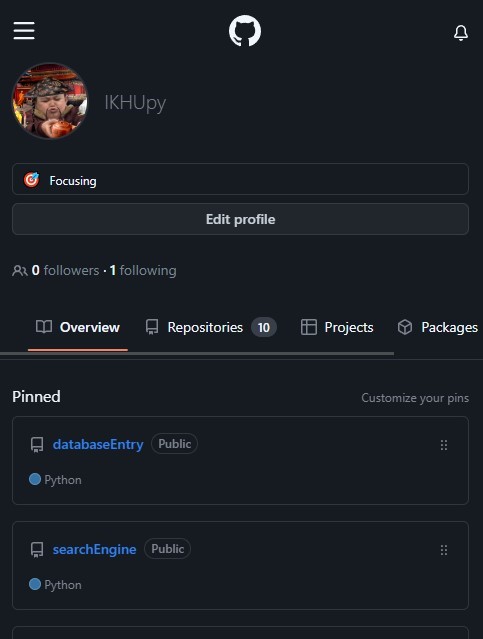 IKHUpy
Focusing
Edit profile
0 followers · 1 following
Overview Repositories 10 Projects Packages
Pinned Customize your pins
databaseEntry Public
Python
searchEngine Public
Python